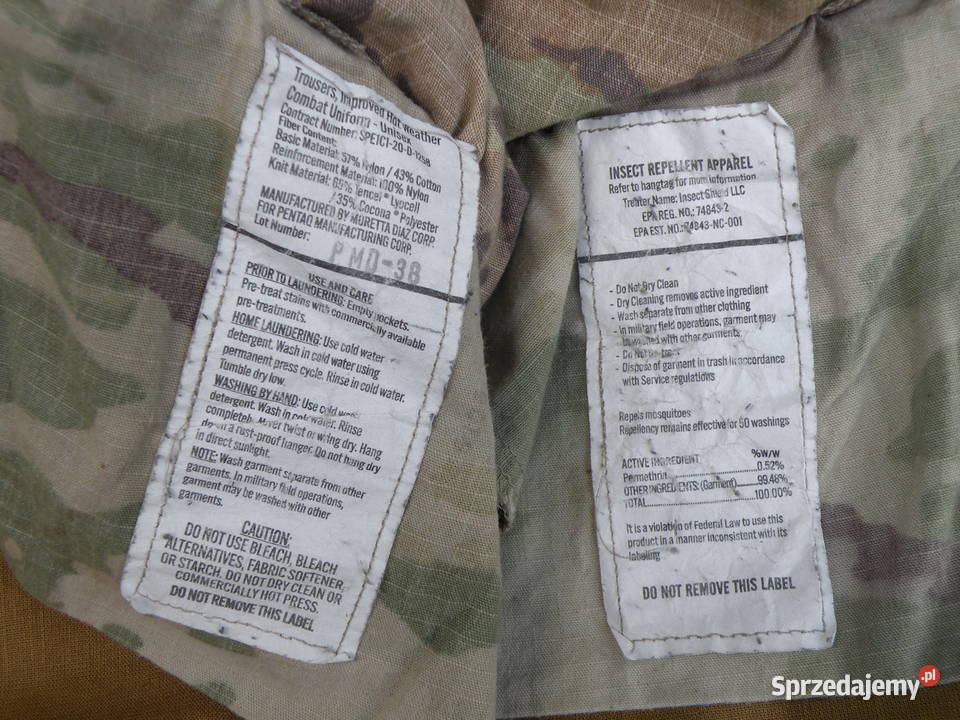 Trousers, Improved Hot Weather
Combat Uniform - Unisex
Contract Number: SPE1C1-20-D-1258
Fiber Content:
Basic Material: 57% Nylon / 43% Cotton
Reinforcement Material: 100% Nylon
Knit Material: 65% Tencel® Lyocell
/ 35% Cocona® Polyester
MANUFACTURED BY MORETTA DIAZ CORP.
FOR PENTAQ MANUFACTURING CORP.
Lot Number:
PMD-38
USE AND CARE
PRIOR TO LAUNDERING: Empty pockets.
Pre-treat stains with commercially available
pre-treatments.
HOME LAUNDERING: Use cold water
detergent. Wash in cold water using
permanent press cycle. Rinse in cold water.
Tumble dry low.
WASHING BY HAND: Use cold water
detergent. Wash in cold water. Rinse
completely. Never twist or wring dry. Hang
dry on a rust-proof hanger. Do not hang dry
in direct sunlight.
NOTE: Wash garment separate from other
garments. In military field operations,
garment may be washed with other
garments.
CAUTION:
DO NOT USE BLEACH, BLEACH
ALTERNATIVES, FABRIC SOFTENER,
OR STARCH. DO NOT DRY CLEAN OR
COMMERCIALLY HOT PRESS.
DO NOT REMOVE THIS LABEL
INSECT REPELLENT APPAREL
Refer to hangtag for more information
Treater Name: Insect Shield LLC
EPA REG. NO.: 74843-2
EPA EST. NO.: 74843-NC-001
- Do Not Dry Clean
- Dry Cleaning removes active ingredient
- Wash separate from other clothing
- In military field operations, garment may
be washed with other garments
- Do Not
- Dispose of garment in trash in accordance
with Service regulations
Repels mosquitoes
Repellency remains effective for 50 washings
%W/W
ACTIVE INGREDIENT
Permethrin 0.52%
OTHER INGREDIENTS: (Garment) 99.48%
TOTAL 100.00%
It is a violation of Federal Law to use this
product in a manner inconsistent with its
labeling
DO NOT REMOVE THIS LABEL
Sprzedajemy.pl